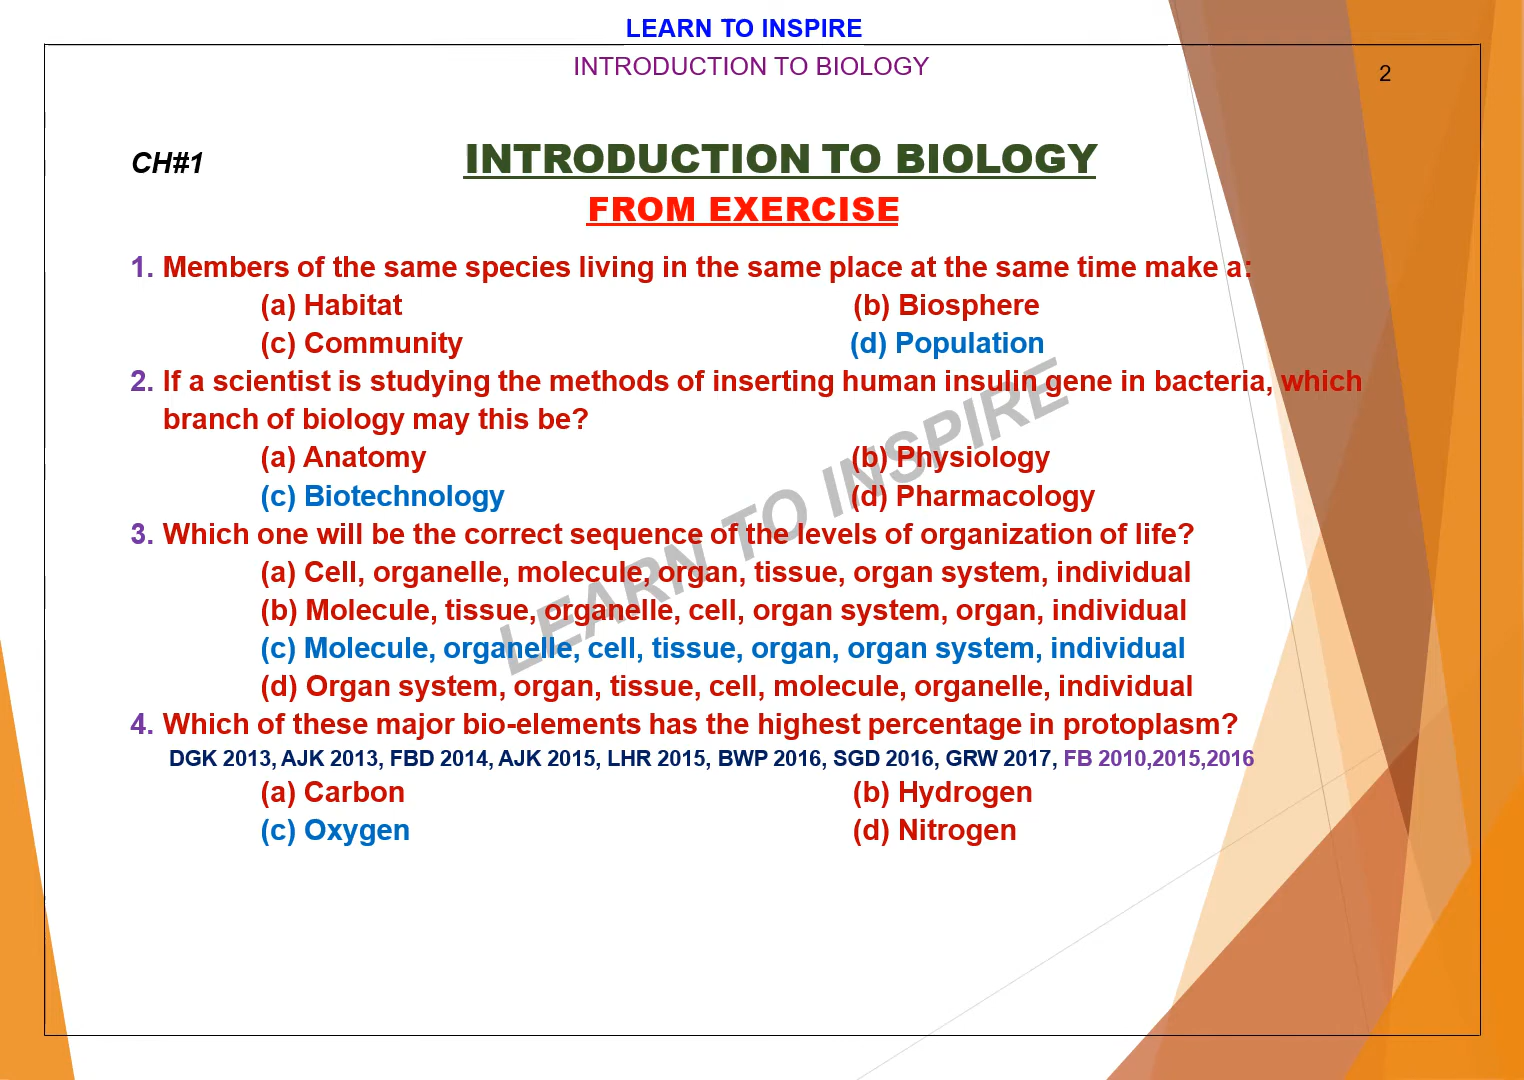 LEARN TO INSPIRE
INTRODUCTION TO BIOLOGY
2
CH#1
INTRODUCTION TO BIOLOGY
FROM EXERCISE
1. Members of the same species living in the same place at the same time make a:
(a) Habitat (b) Biosphere
(c) Community (d) Population
2. If a scientist is studying the methods of inserting human insulin gene in bacteria, which
branch of biology may this be?
(a) Anatomy (b) Physiology
(c) Biotechnology (d) Pharmacology
3. Which one will be the correct sequence of the levels of organization of life?
(a) Cell, organelle, molecule, organ, tissue, organ system, individual
(b) Molecule, tissue, organelle, cell, organ system, organ, individual
(c) Molecule, organelle, cell, tissue, organ, organ system, individual
(d) Organ system, organ, tissue, cell, molecule, organelle, individual
4. Which of these major bio-elements has the highest percentage in protoplasm?
DGK 2013, AJK 2013, FBD 2014, AJK 2015, LHR 2015, BWP 2016, SGD 2016, GRW 2017, FB 2010,2015,2016
(a) Carbon (b) Hydrogen
(c) Oxygen (d) Nitrogen
LEARN TO INSPIRE